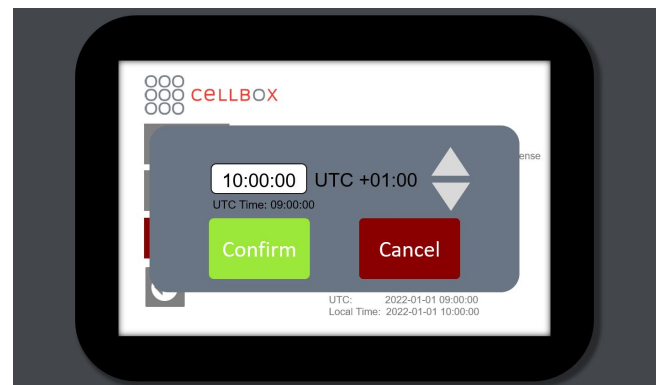 CELLBOX
ense
10:00:00 UTC +01:00
UTC Time: 09:00:00
Confirm Cancel
UTC: 2022-01-01 09:00:00
Local Time: 2022-01-01 10:00:00